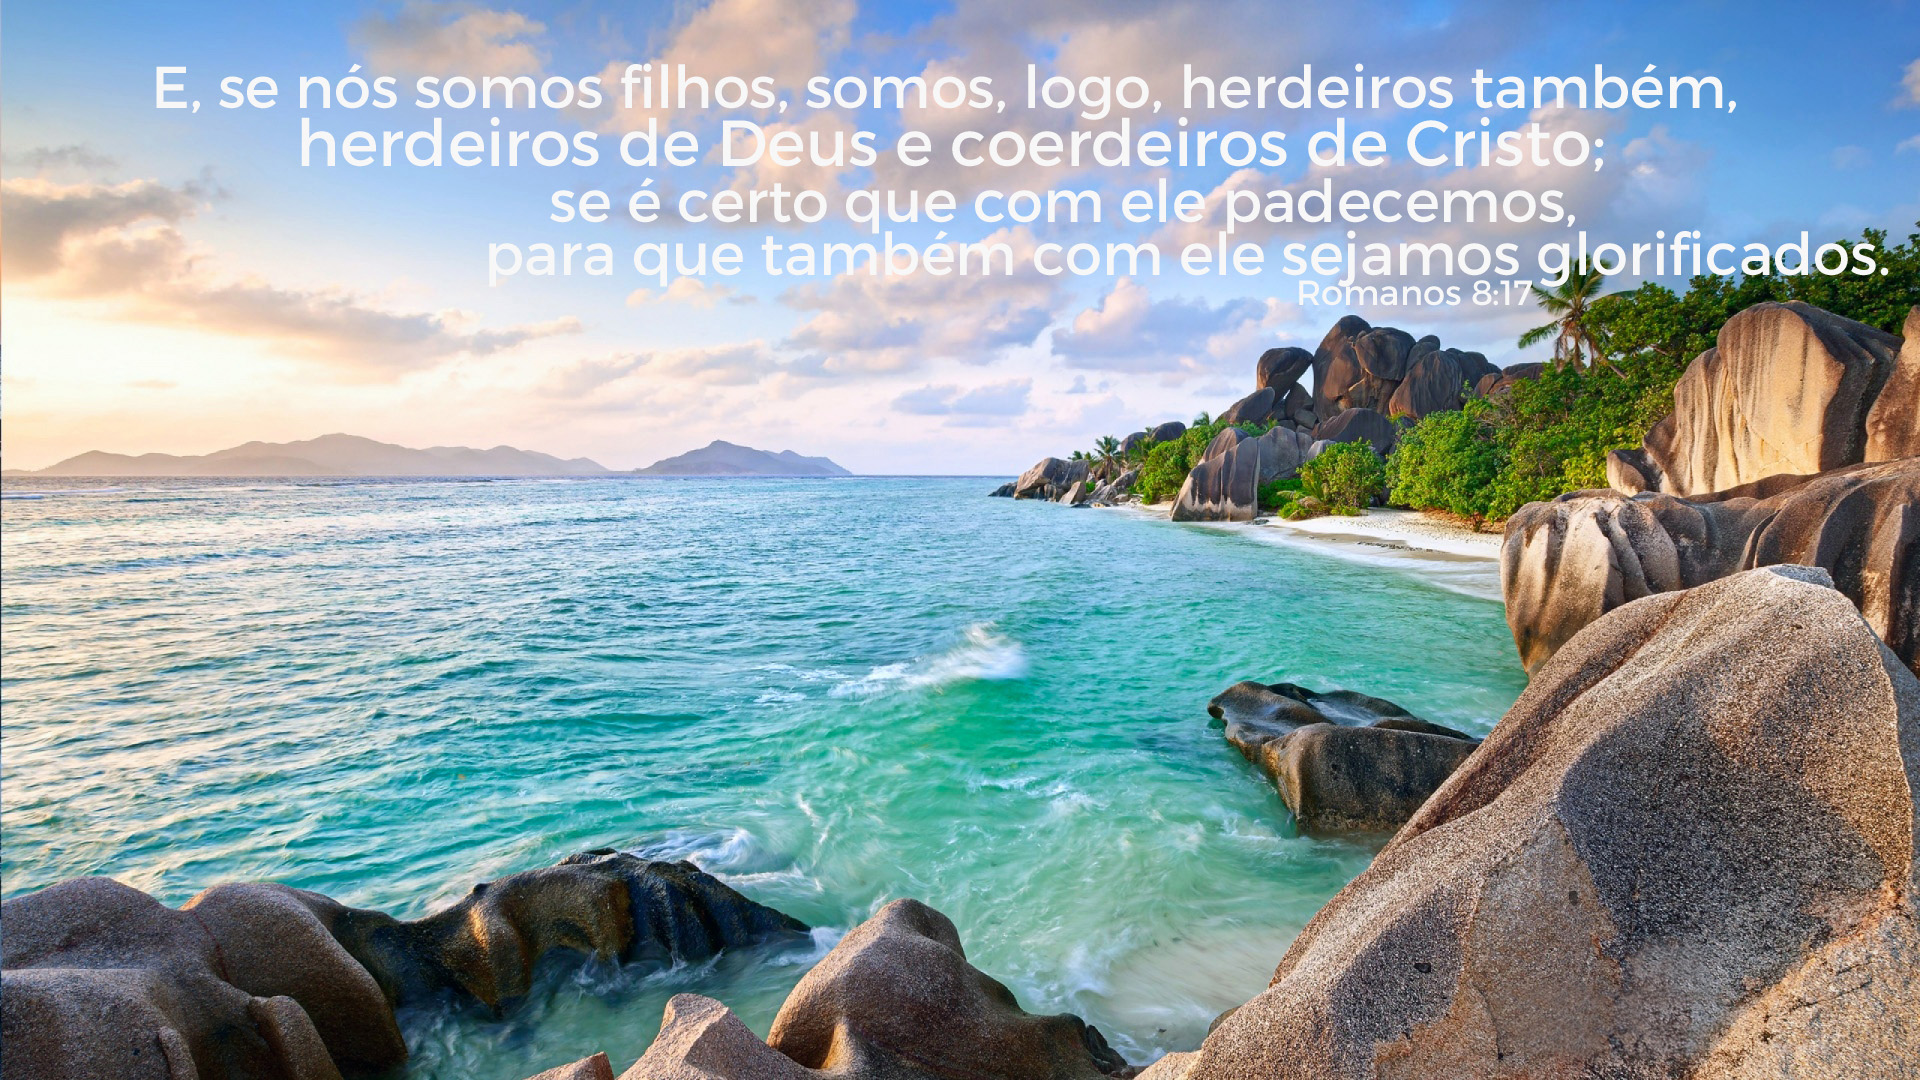 E, se nós somos filhos, somos, logo, herdeiros também,
herdeiros de Deus e coerdeiros de Cristo;
se é certo que com ele padecemos,
para que também com ele sejamos glorificados.
Romanos 8:17